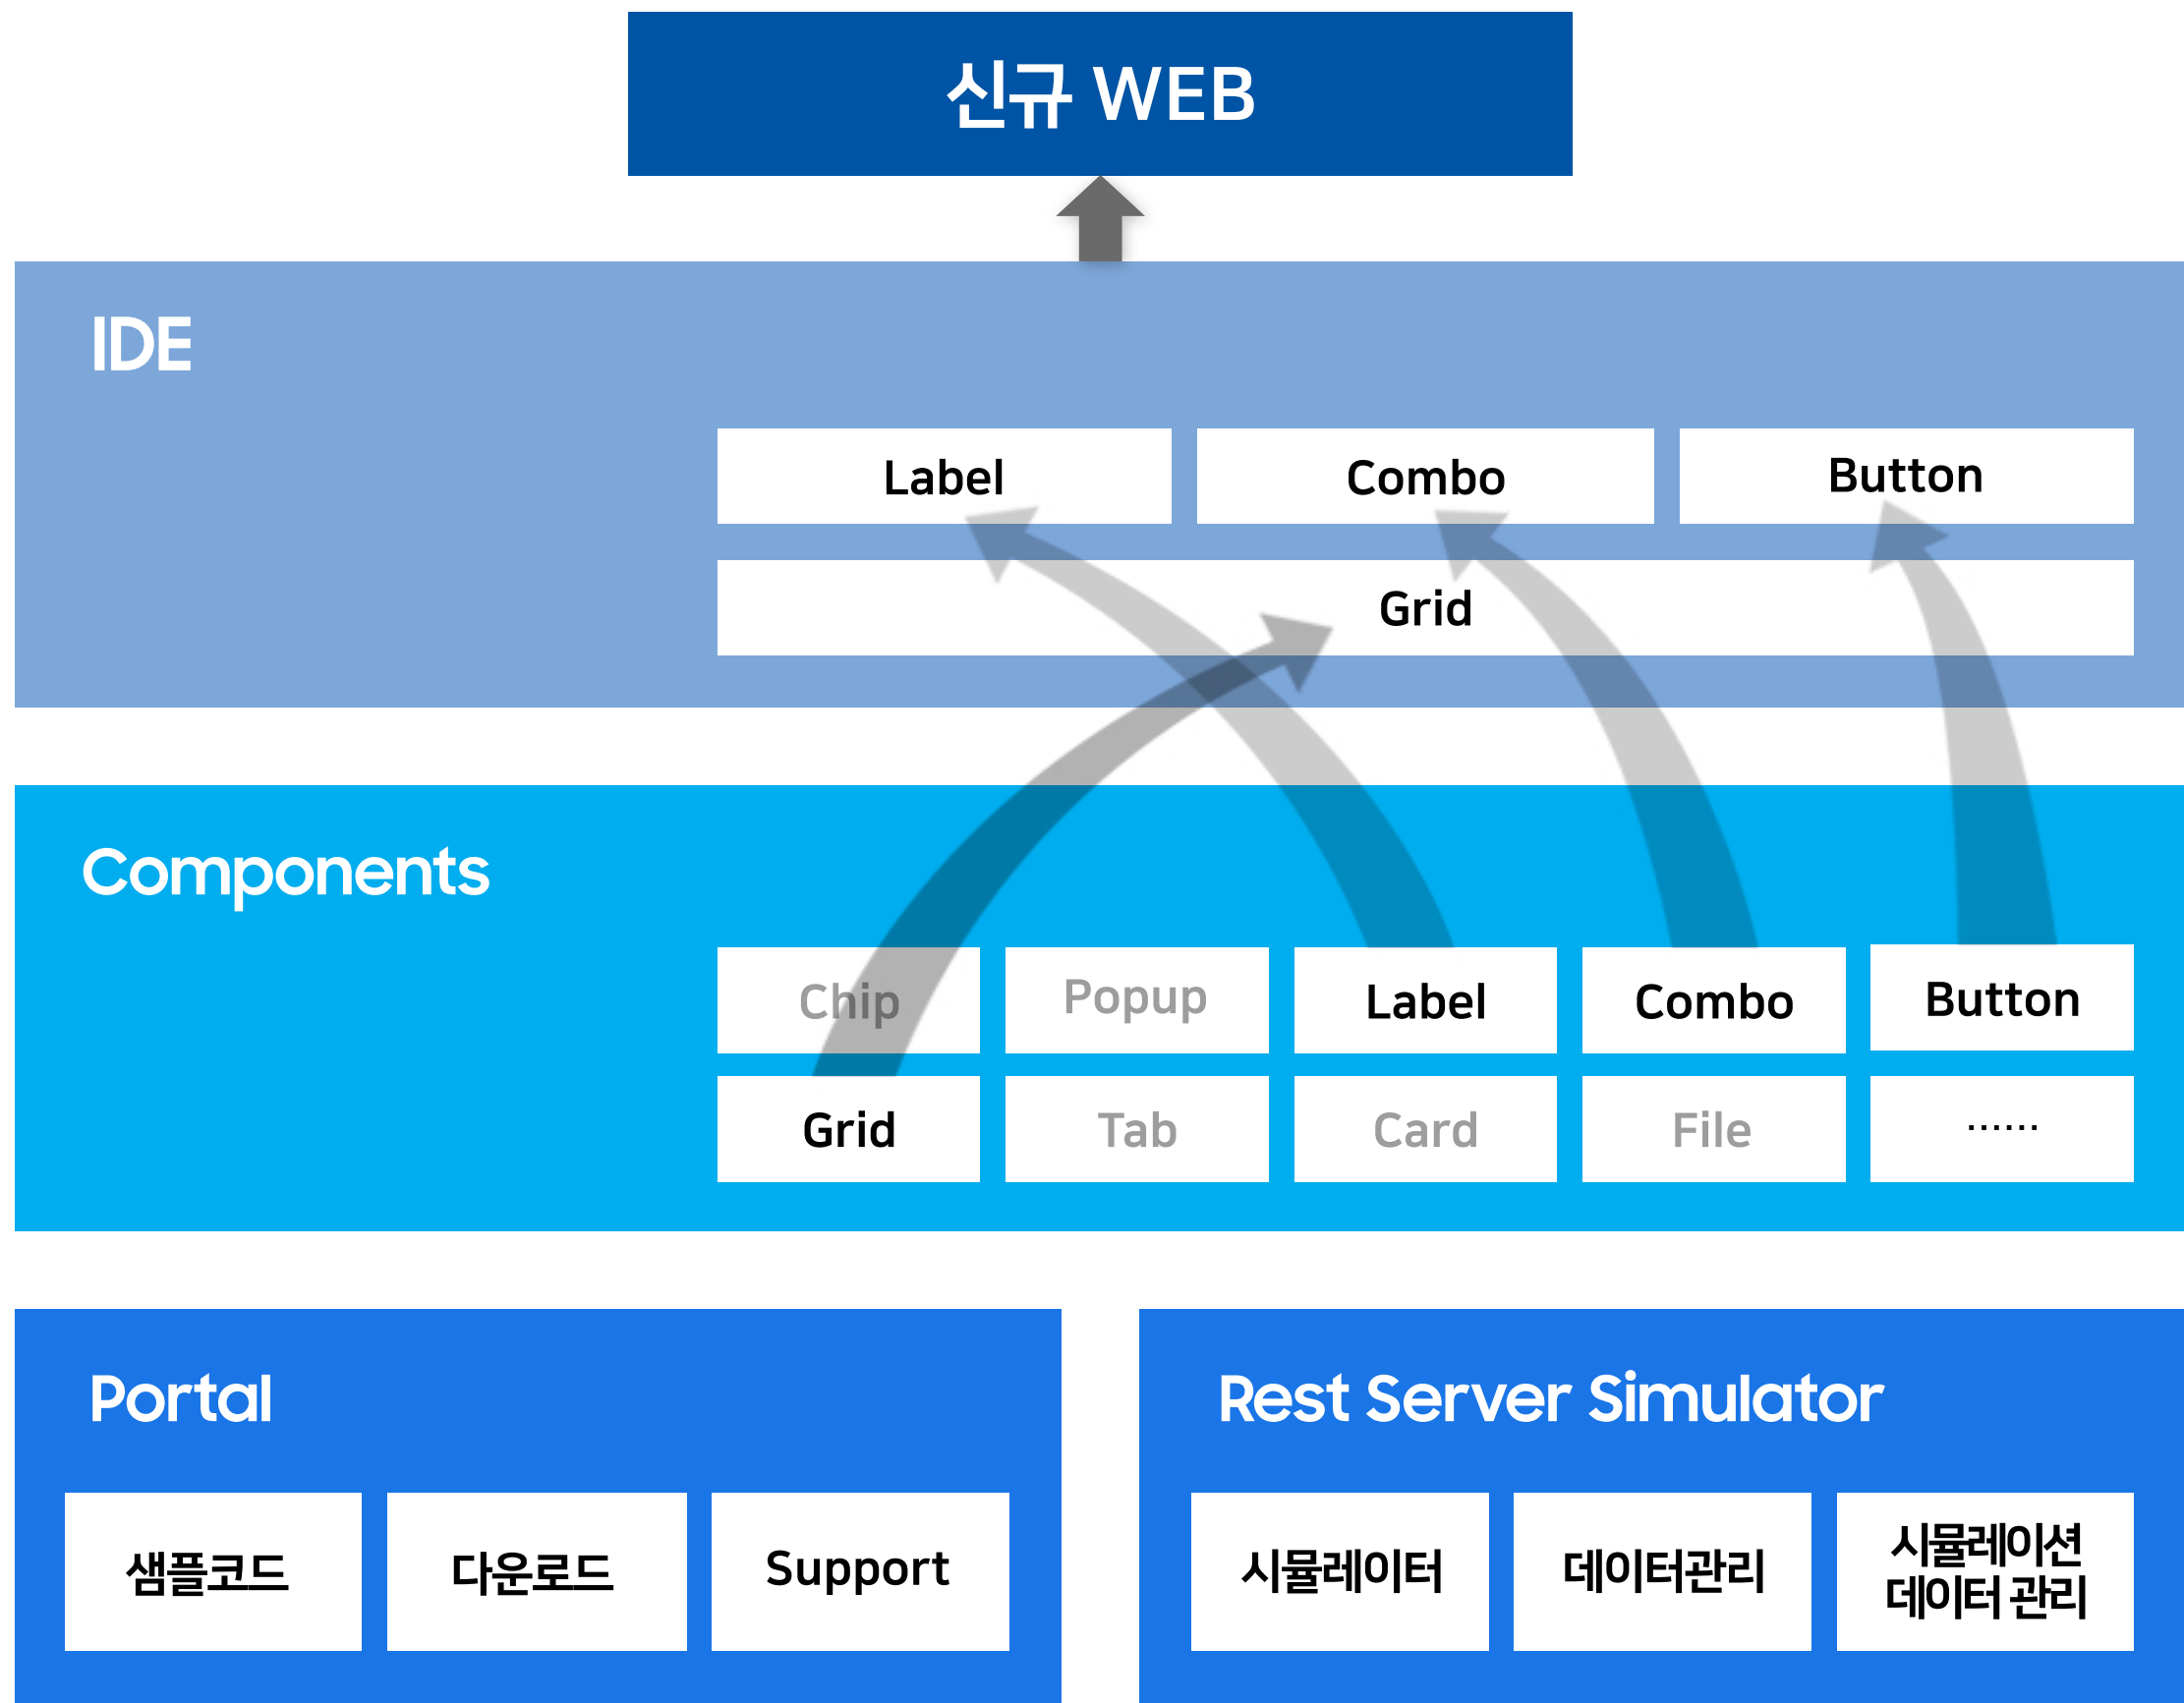 신규 WEB
IDE
Label
Combo
Button
Grid
Components
Chip
Popup
Label
Combo
Button
Grid
Tab
Card
File
······
Portal
샘플코드
다운로드
Support
Rest Server Simulator
시뮬레이터
데이터관리
시뮬레이션
데이터 관리